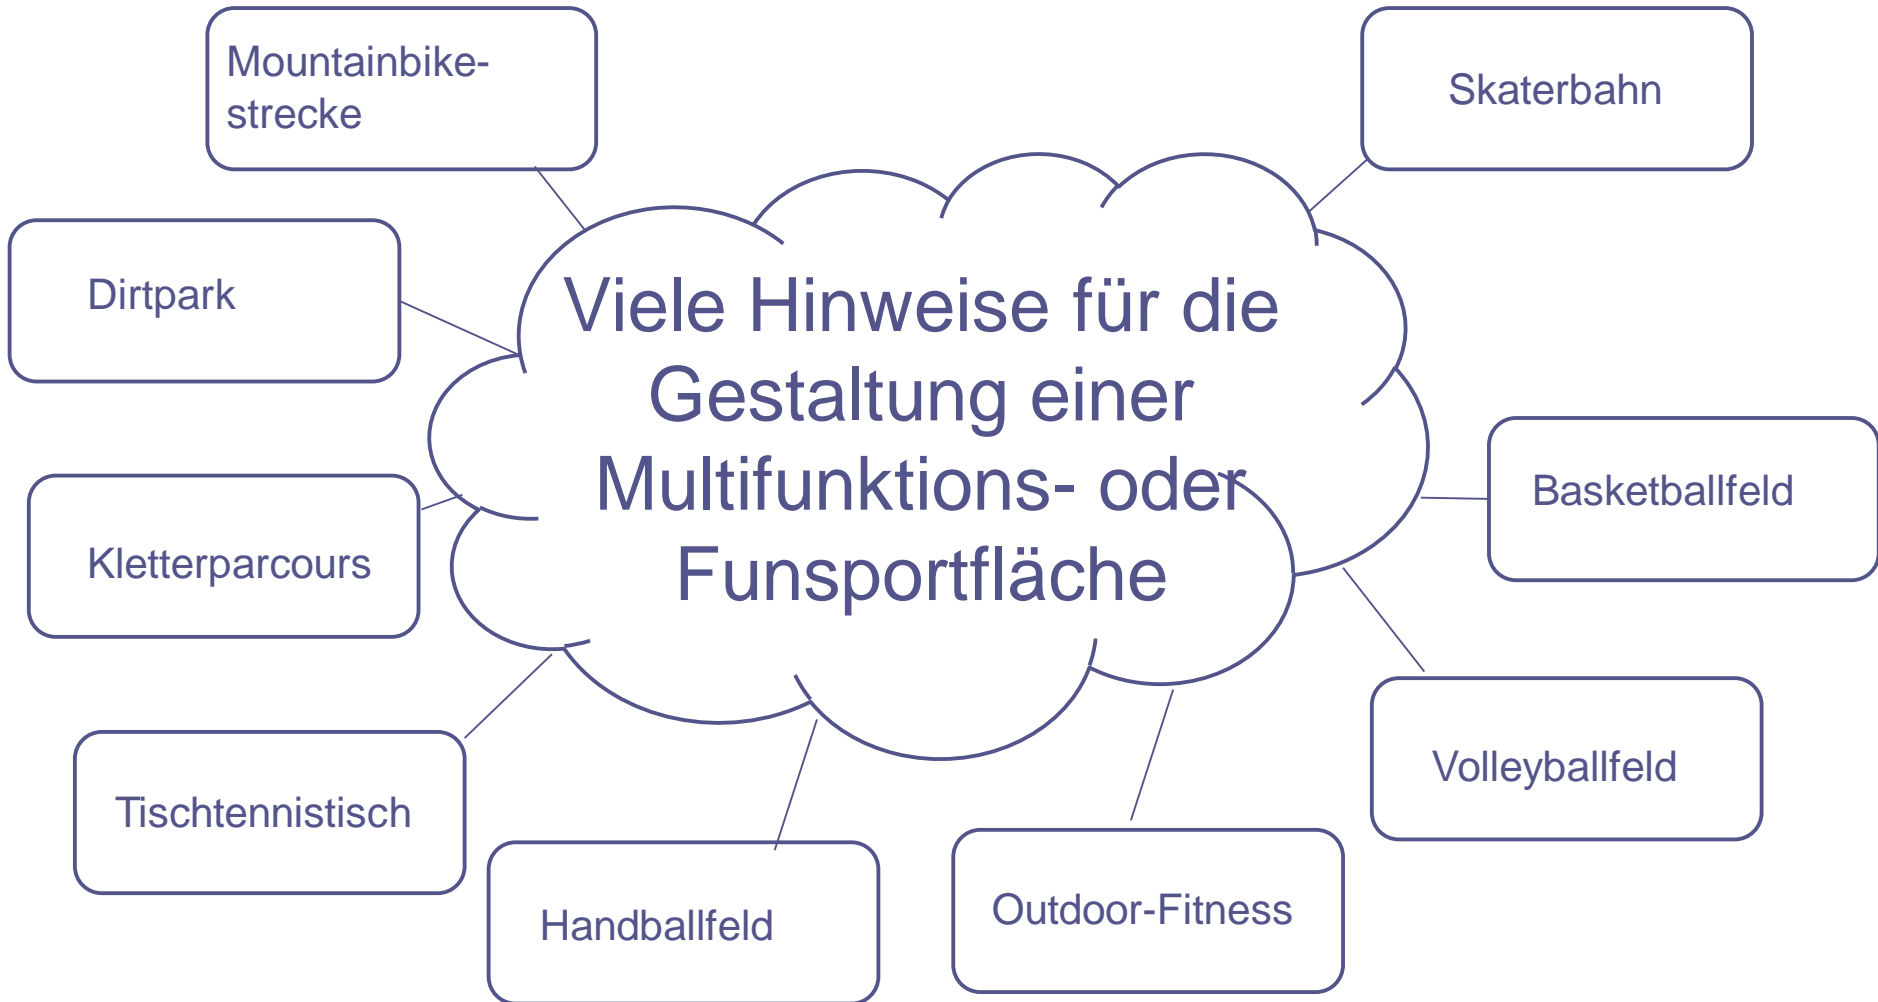 Mountainbike-
strecke
Skaterbahn
Dirtpark
Viele Hinweise für die
Gestaltung einer
Multifunktions- oder
Funsportfläche
Basketballfeld
Kletterparcours
Volleyballfeld
Tischtennistisch
Handballfeld
Outdoor-Fitness